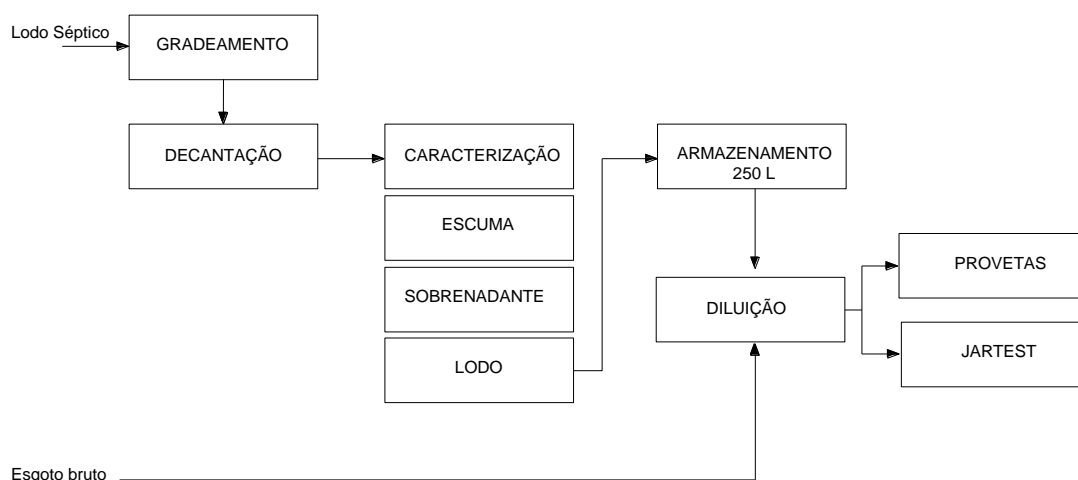 Lodo Séptico
GRADEAMENTO
DECANTAÇÃO
CARACTERIZAÇÃO
ARMAZENAMENTO
250 L
ESCUMA
PROVETAS
SOBRENADANTE
DILUIÇÃO
LODO
JARTEST
Esgoto bruto